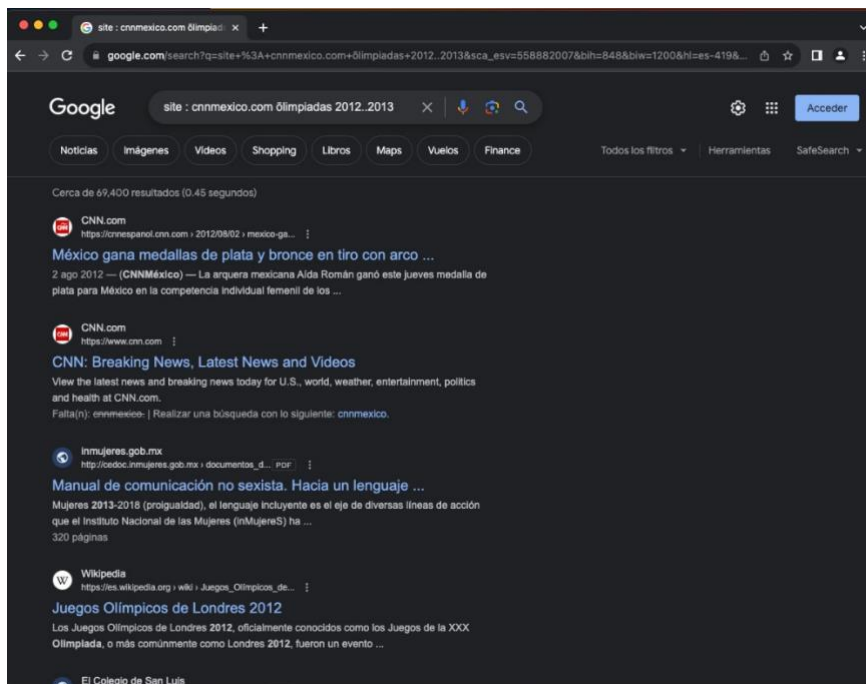 site : cnnmexico.com õlimpiad
google.com/search?q=site+%3A+cnnmexico.com+õlimpiadas+2012..2013&sca_esv=558882007&bih=848&biw=1200&hl=es-419&...
Google
site : cnnmexico.com õlimpiadas 2012..2013
Acceder
Noticias Imágenes Videos Shopping Libros Maps Vuelos Finance Todos los filtros Herramientas SafeSearch
Cerca de 69,400 resultados (0.45 segundos)
CNN.com
https://cnnespanol.cnn.com › 2012/08/02 › mexico-ga...
México gana medallas de plata y bronce en tiro con arco ...
2 ago 2012 — (CNNMéxico) — La arquera mexicana Aída Román ganó este jueves medalla de
plata para México en la competencia individual femenil de los ...
CNN.com
https://www.cnn.com
CNN: Breaking News, Latest News and Videos
View the latest news and breaking news today for U.S., world, weather, entertainment, politics
and health at CNN.com.
Falta(n): cnnmexico. | Realizar una búsqueda con lo siguiente: cnnmexico.
inmujeres.gob.mx
http://cedoc.inmujeres.gob.mx › documentos_d... PDF
Manual de comunicación no sexista. Hacia un lenguaje ...
Mujeres 2013-2018 (proigualdad), el lenguaje incluyente es el eje de diversas líneas de acción
que el Instituto Nacional de las Mujeres (inMujereS) ha ...
320 páginas
W
Wikipedia
https://es.wikipedia.org › wiki › Juegos_Olímpicos_de...
Juegos Olímpicos de Londres 2012
Los Juegos Olímpicos de Londres 2012, oficialmente conocidos como los Juegos de la XXX
Olimpiada, o más comúnmente como Londres 2012, fueron un evento ...
El Colegio de San Luis